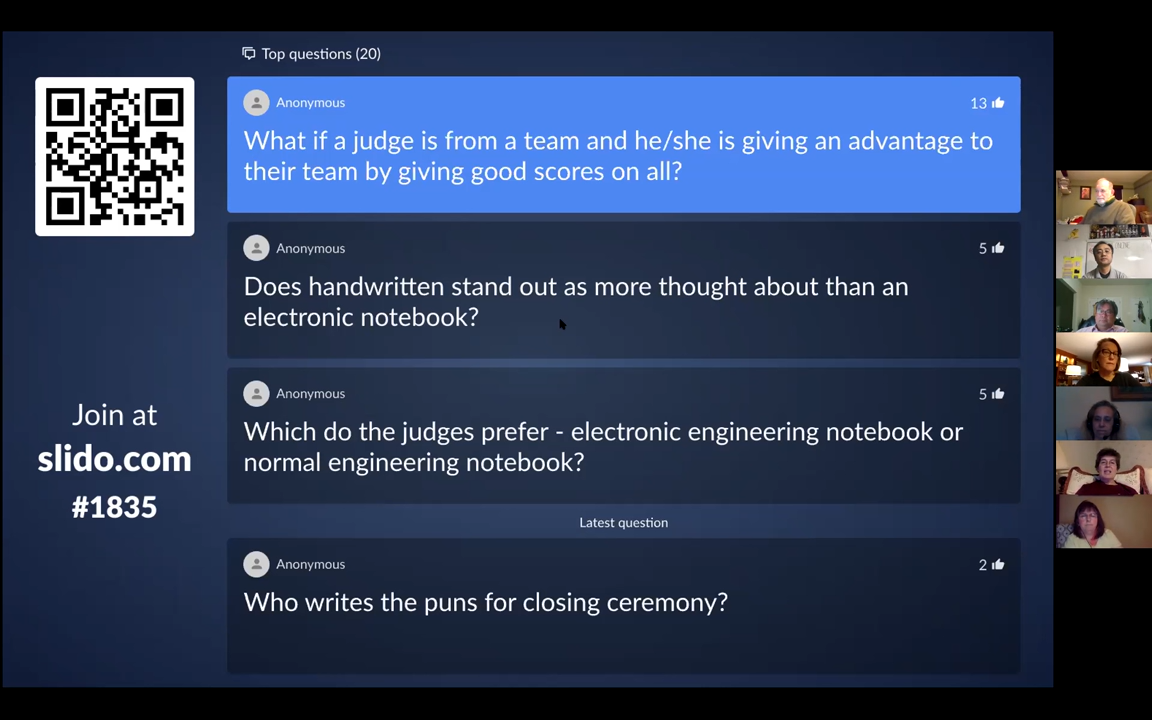 Top questions (20)
Anonymous
13
What if a judge is from a team and he/she is giving an advantage to
their team by giving good scores on all?
Anonymous
5
Does handwritten stand out as more thought about than an
electronic notebook?
Anonymous
5
Which do the judges prefer - electronic engineering notebook or
normal engineering notebook?
Join at
slido.com
#1835
Latest question
Anonymous
2
Who writes the puns for closing ceremony?